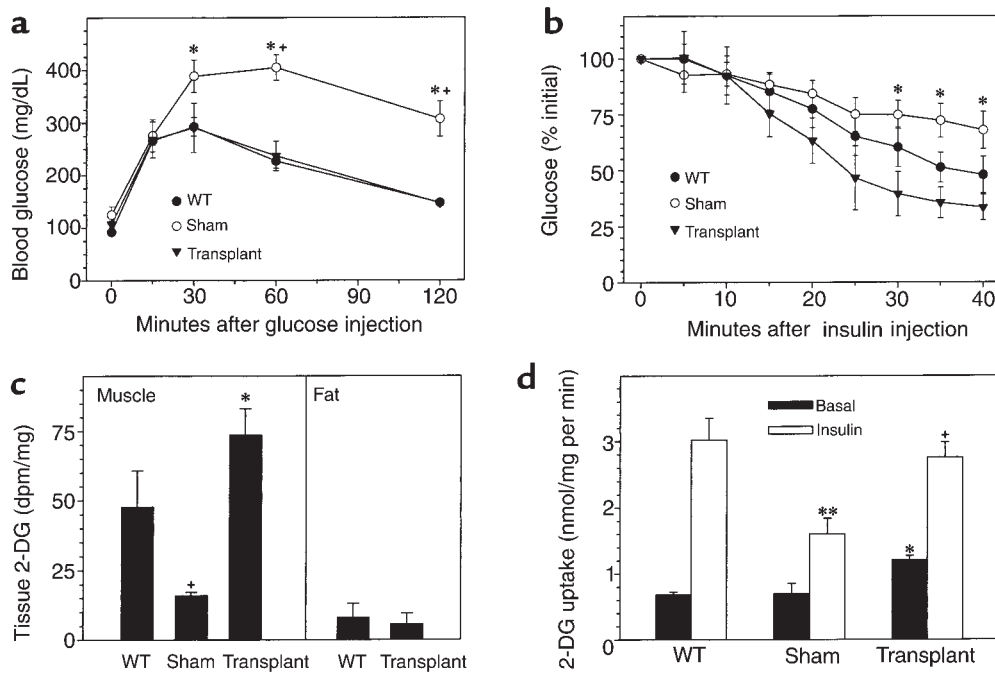 a
Blood glucose (mg/dL)
400
300
200
100
0
*
*+
*+
WT
Sham
Transplant
0
30
60
90
120
Minutes after glucose injection
b
Glucose (% initial)
100
75
50
25
0
*
*
*
WT
Sham
Transplant
0
10
20
30
40
Minutes after insulin injection
c
Tissue 2-DG (dpm/mg)
75
50
25
0
Muscle
Fat
+
*
WT
Sham
Transplant
WT
Transplant
d
2-DG uptake (nmol/mg per min)
3
2
1
0
Basal
Insulin
**
*
+
WT
Sham
Transplant